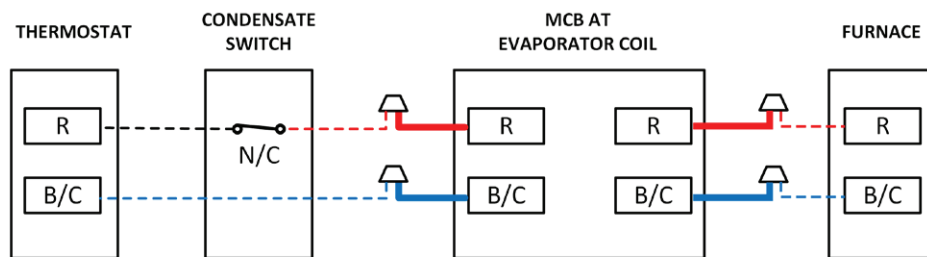 THERMOSTAT
CONDENSATE
SWITCH
MCB AT
EVAPORATOR COIL
FURNACE
R
N/C
R
R
R
B/C
B/C
B/C
B/C